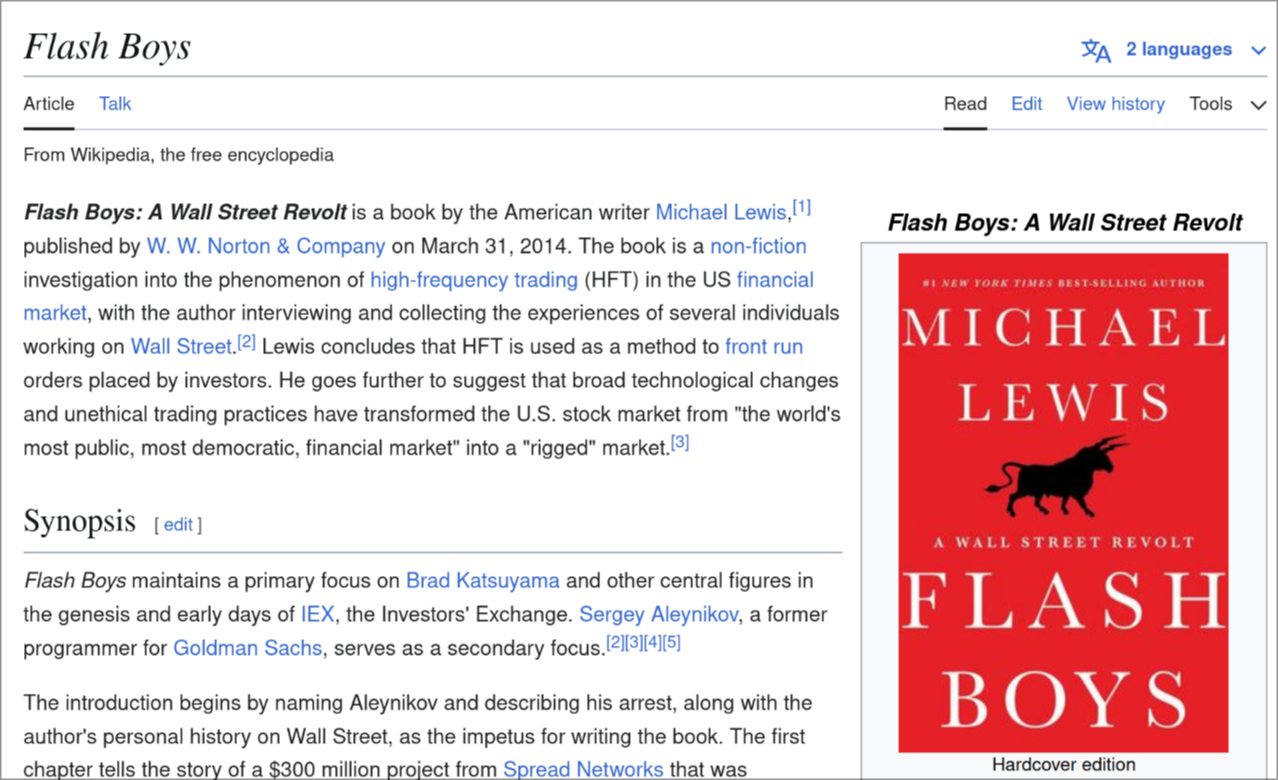 Flash Boys
文A 2 languages
Article Talk Read Edit View history Tools
From Wikipedia, the free encyclopedia
Flash Boys: A Wall Street Revolt is a book by the American writer Michael Lewis,[1]
published by W. W. Norton & Company on March 31, 2014. The book is a non-fiction
investigation into the phenomenon of high-frequency trading (HFT) in the US financial
market, with the author interviewing and collecting the experiences of several individuals
working on Wall Street.[2] Lewis concludes that HFT is used as a method to front run
orders placed by investors. He goes further to suggest that broad technological changes
and unethical trading practices have transformed the U.S. stock market from "the world's
most public, most democratic, financial market" into a "rigged" market.[3]
Synopsis [ edit ]
Flash Boys maintains a primary focus on Brad Katsuyama and other central figures in
the genesis and early days of IEX, the Investors' Exchange. Sergey Aleynikov, a former
programmer for Goldman Sachs, serves as a secondary focus.[2][3][4][5]
The introduction begins by naming Aleynikov and describing his arrest, along with the
author's personal history on Wall Street, as the impetus for writing the book. The first
chapter tells the story of a $300 million project from Spread Networks that was
Flash Boys: A Wall Street Revolt
#1 NEW YORK TIMES BEST-SELLING AUTHOR
MICHAEL
LEWIS
A WALL STREET REVOLT
FLASH
BOYS
Hardcover edition